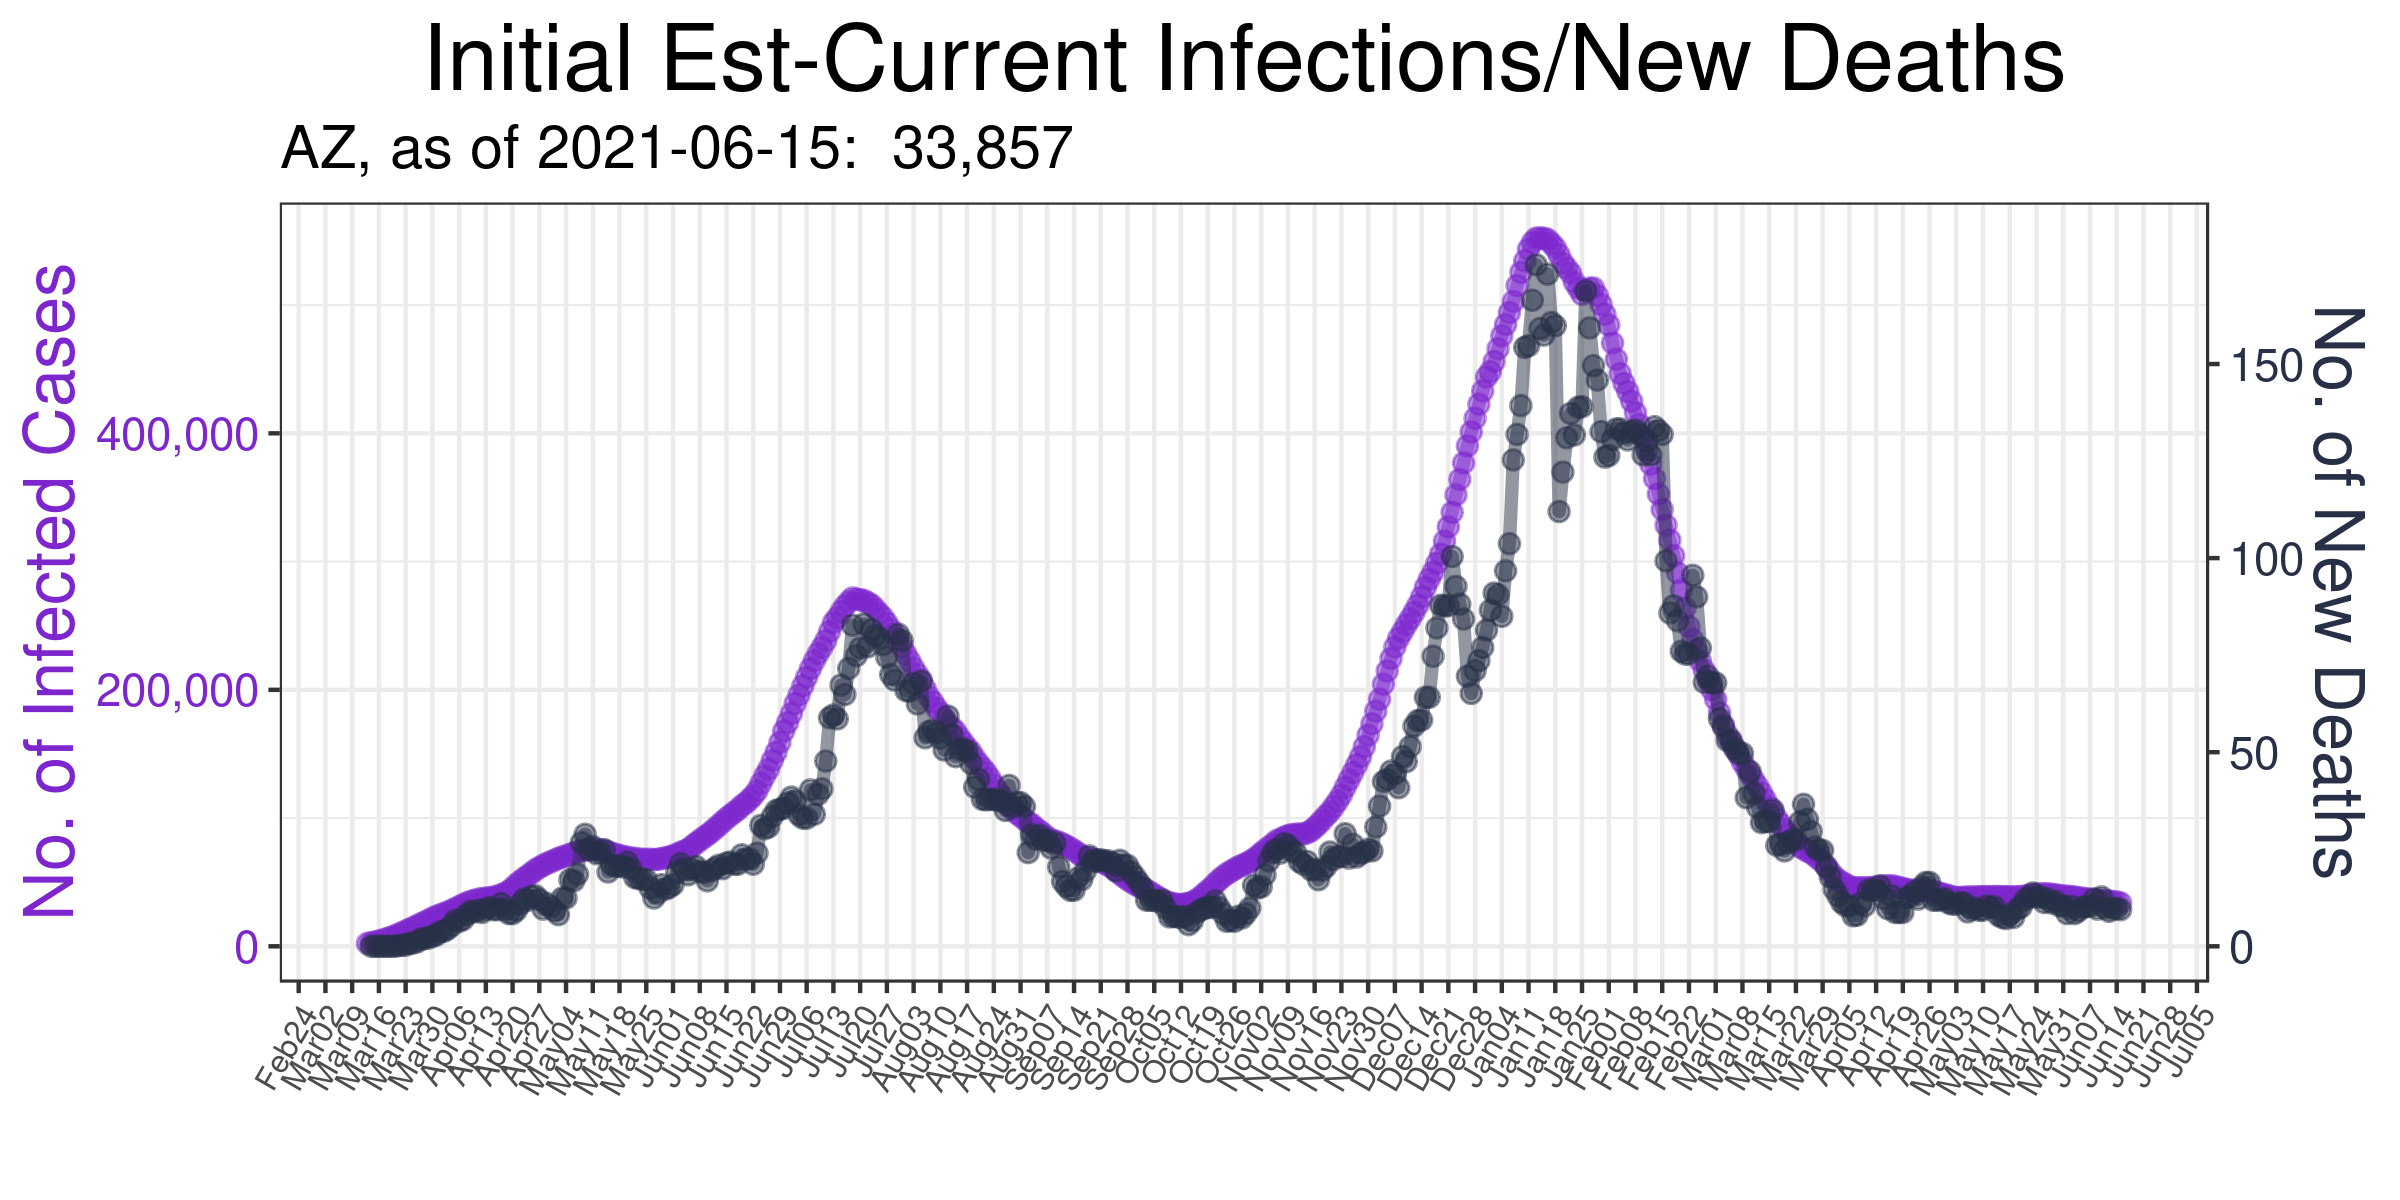 Initial Est-Current Infections/New Deaths
AZ, as of 2021-06-15:  33,857
No. of Infected Cases
400,000
200,000
0
150
100
50
0
No. of New Deaths
Feb24
Mar02
Mar09
Mar16
Mar23
Mar30
Apr06
Apr13
Apr20
Apr27
May04
May11
May18
May25
Jun01
Jun08
Jun15
Jun22
Jun29
Jul06
Jul13
Jul20
Jul27
Aug03
Aug10
Aug17
Aug24
Aug31
Sep07
Sep14
Sep21
Sep28
Oct05
Oct12
Oct19
Oct26
Nov02
Nov09
Nov16
Nov23
Nov30
Dec07
Dec14
Dec21
Dec28
Jan04
Jan11
Jan18
Jan25
Feb01
Feb08
Feb15
Feb22
Mar01
Mar08
Mar15
Mar22
Mar29
Apr05
Apr12
Apr19
Apr26
May03
May10
May17
May24
May31
Jun07
Jun14
Jun21
Jun28
Jul05